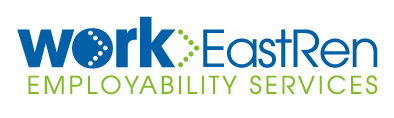 work EastRen
EMPLOYABILITY SERVICES